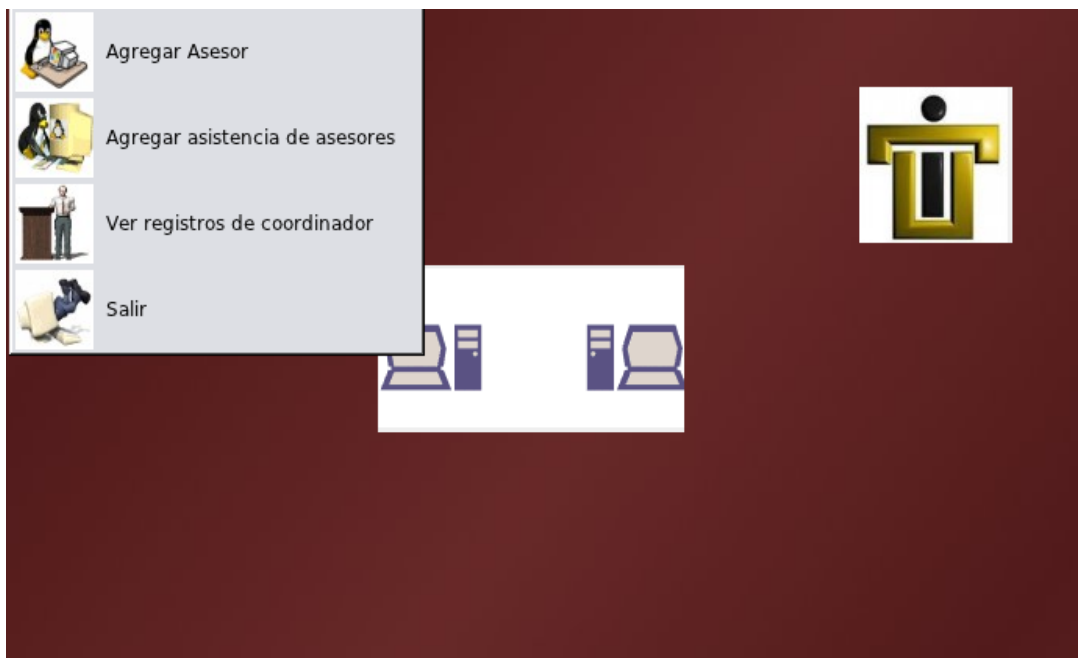 Agregar Asesor
Agregar asistencia de asesores
Ver registros de coordinador
Salir